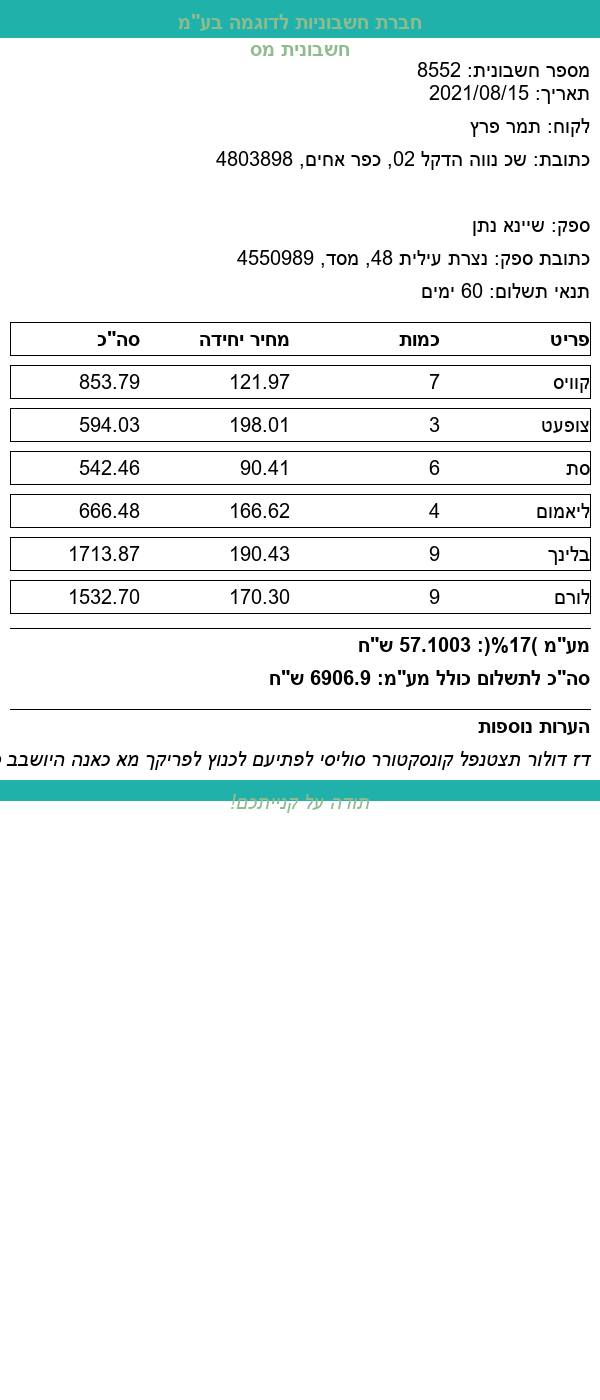 חברת חשבוניות לדוגמה בע"מ
חשבונית מס
מספר חשבונית: 8552
תאריך: 2021/08/15
לקוח: תמר פרץ
כתובת: שכ נווה הדקל 02, כפר אחים, 4803898
ספק: שיינא נתן
כתובת ספק: נצרת עילית 48, מסד, 4550989
תנאי תשלום: 60 ימים
פריט כמות מחיר יחידה סה"כ
קוויס 7 121.97 853.79
צופעט 3 198.01 594.03
סת 6 90.41 542.46
ליאמום 4 166.62 666.48
בלינך 9 190.43 1713.87
לורם 9 170.30 1532.70
מע"מ )17%(: 57.1003 ש"ח
סה"כ לתשלום כולל מע"מ: 6906.9 ש"ח
הערות נוספות
דז דולור תצטנפל קונסקטורר סוליסי לפתיעם לכנוץ לפריקך מא כאנה היושבב
תודה על קנייתכם!